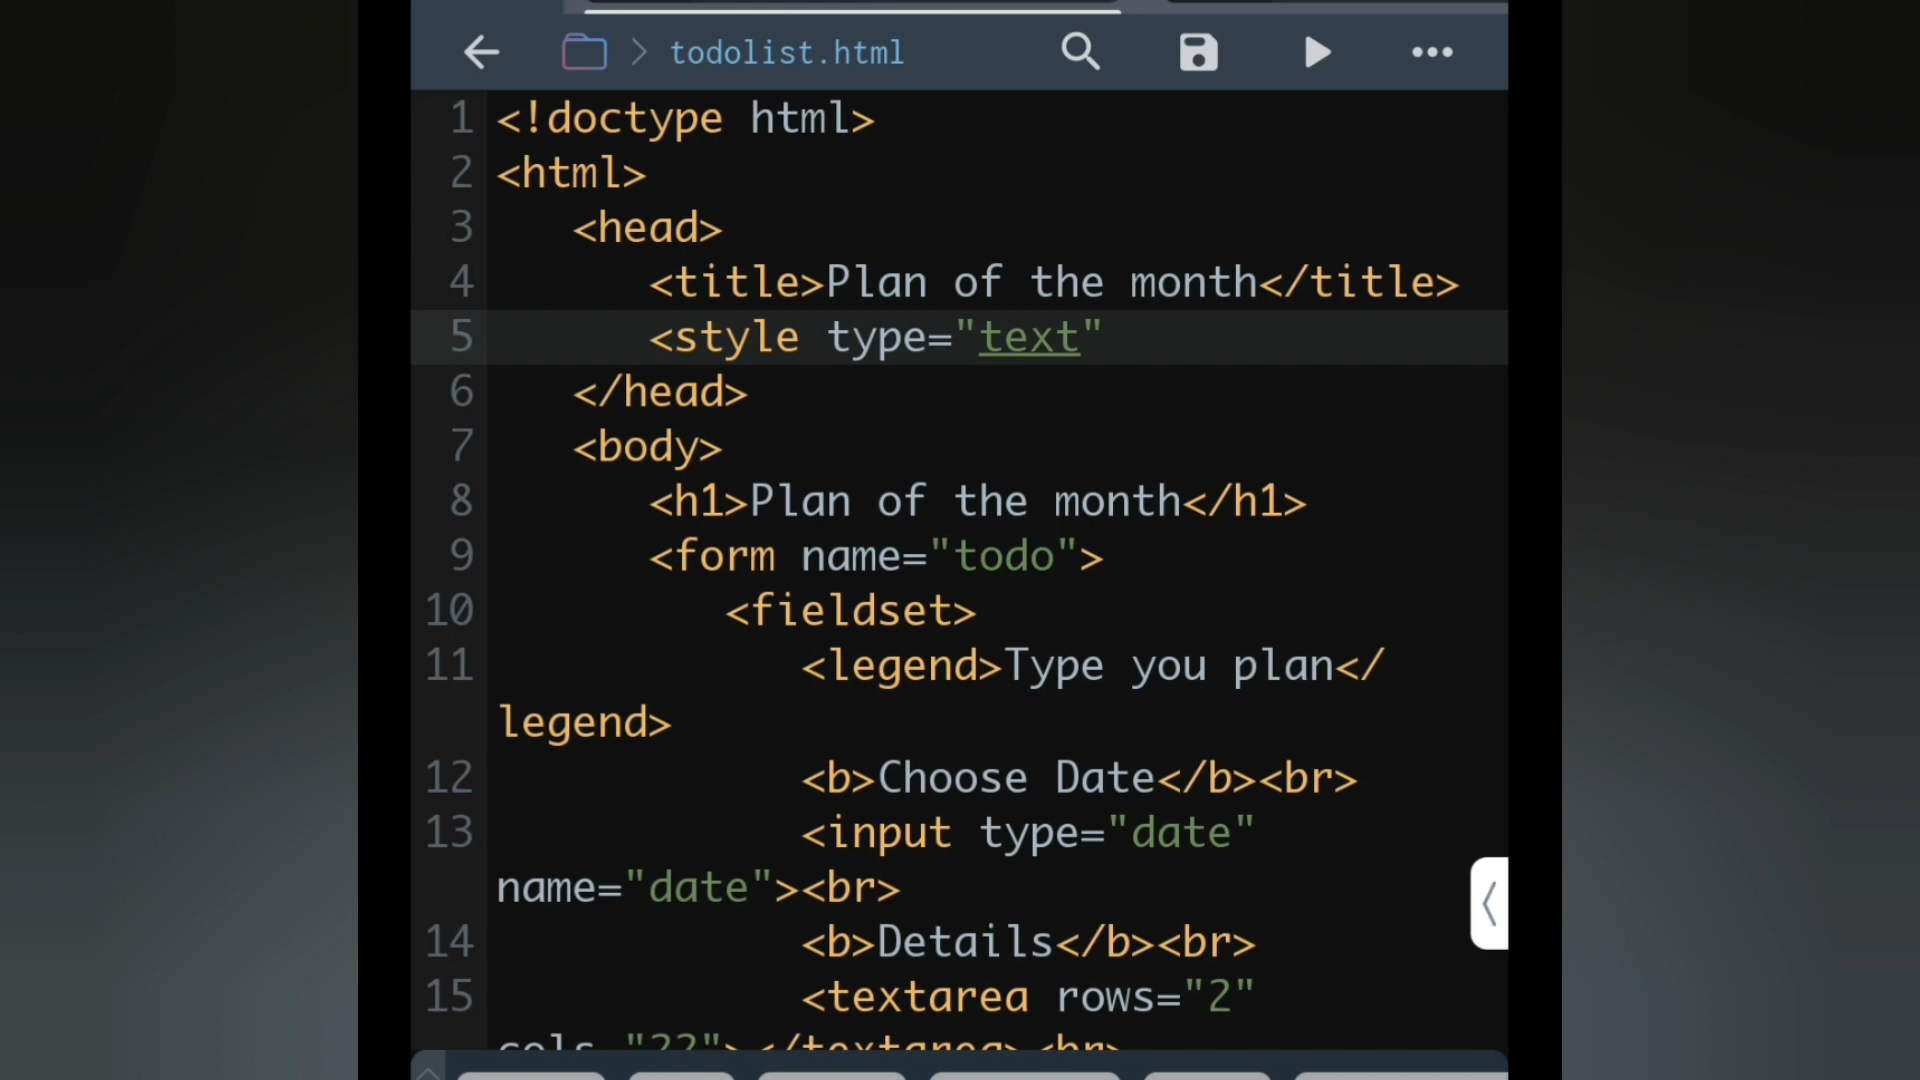 todolist.html
1 <!doctype html>
2 <html>
3 <head>
4 <title>Plan of the month</title>
5 <style type="text"
6 </head>
7 <body>
8 <h1>Plan of the month</h1>
9 <form name="todo">
10 <fieldset>
11 <legend>Type you plan</
legend>
12 <b>Choose Date</b><br>
13 <input type="date"
name="date"><br>
14 <b>Details</b><br>
15 <textarea rows="2"
</textarea><br>